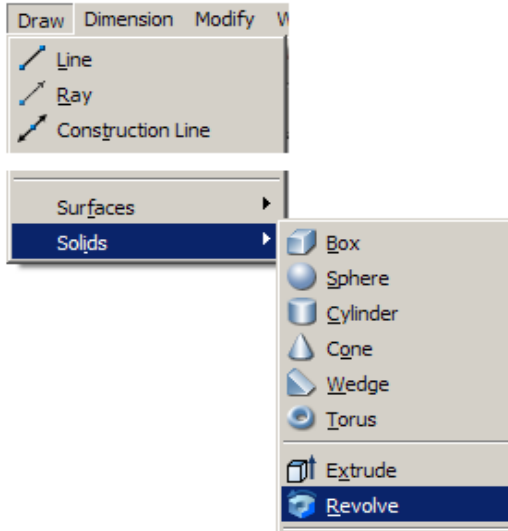 Draw Dimension Modify
Line
Ray
Construction Line
Surfaces
Solids
Box
Sphere
Cylinder
Cone
Wedge
Torus
Extrude
Revolve